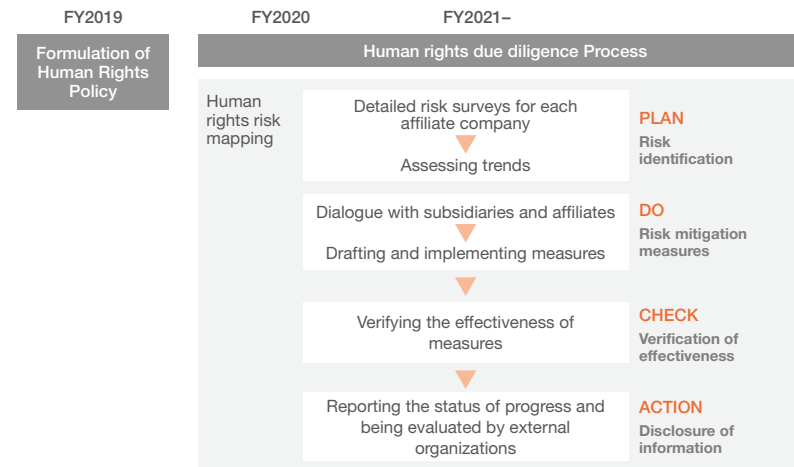 FY2019
FY2020
FY2021–
Formulation of
Human Rights
Policy
Human rights due diligence Process
Human
rights risk
mapping
Detailed risk surveys for each
affiliate company
Assessing trends
PLAN
Risk
identification
Dialogue with subsidiaries and affiliates
Drafting and implementing measures
DO
Risk mitigation
measures
Verifying the effectiveness of
measures
CHECK
Verification of
effectiveness
Reporting the status of progress and
being evaluated by external
organizations
ACTION
Disclosure of
information